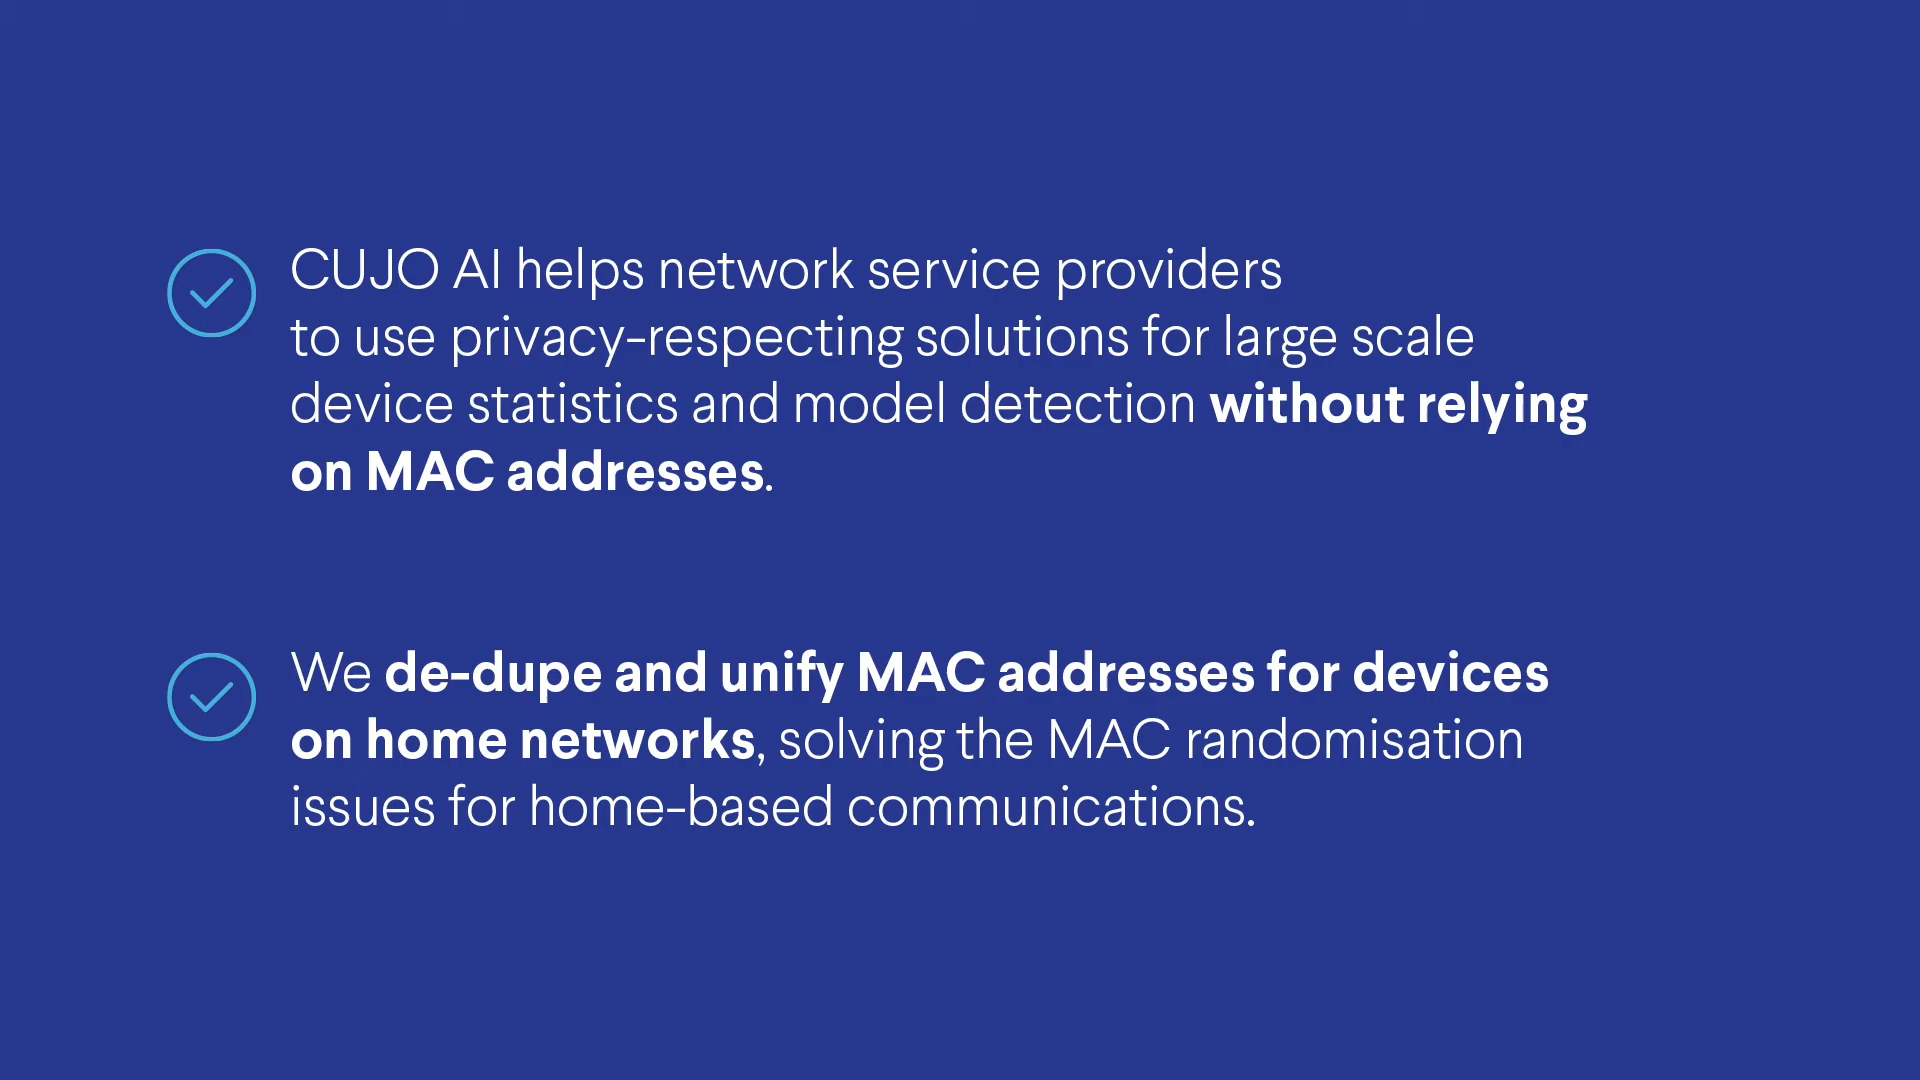 CUJO AI helps network service providers
to use privacy-respecting solutions for large scale
device statistics and model detection without relying
on MAC addresses.
We de-dupe and unify MAC addresses for devices
on home networks, solving the MAC randomisation
issues for home-based communications.